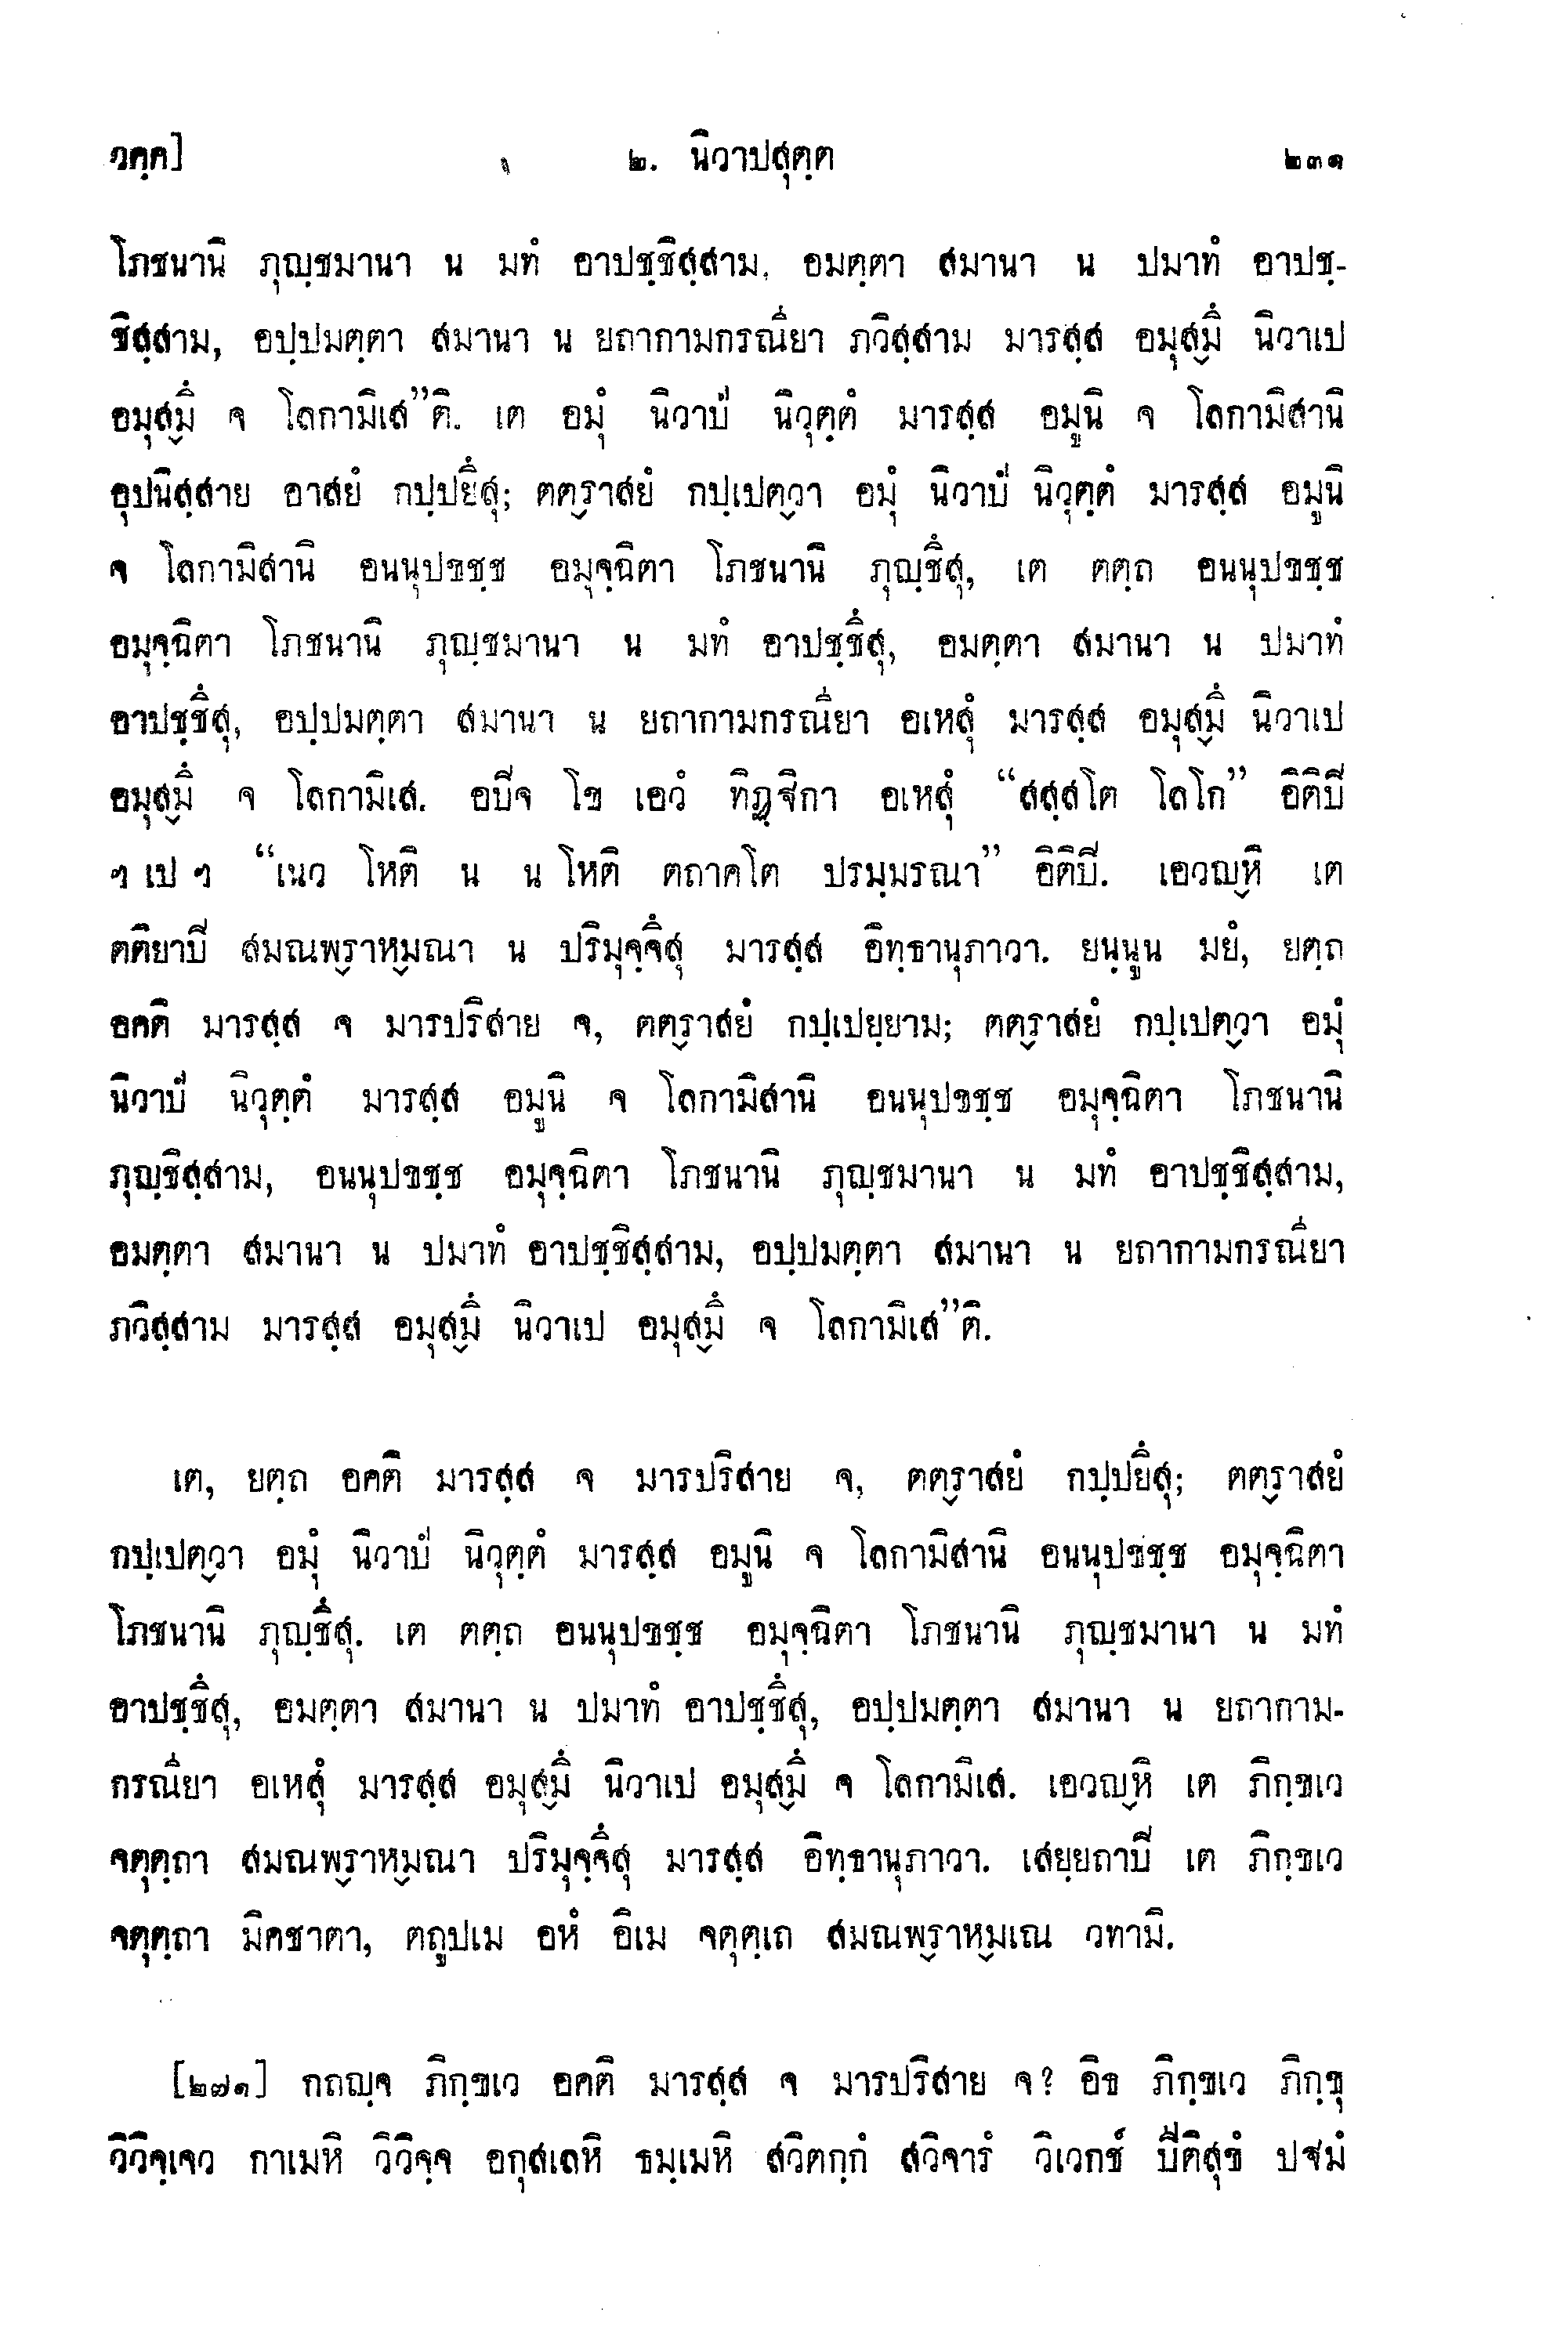 วคฺค] ๒. นิวาปสุตฺต ๒๓๑
โภชนานิ ภุญฺชมานา น มทํ อาปชฺชิสฺสาม, อมตฺตา สมานา น ปมาทํ อาปชฺ-
ชิสฺสาม, อปฺปมตฺตา สมานา น ยถากามกรณียา ภวิสฺสาม มารสฺส อมุสฺมึ นิวาเป
อมุสฺมึ จ โลกามิเส”ติ. เต อมุํ นิวาปํ นิวุตฺตํ มารสฺส อมูนิ จ โลกามิสานิ
อุปนิสฺสาย อาสยํ กปฺปยึสุ; ตตฺราสยํ กปฺเปตฺวา อมุํ นิวาปํ นิวุตฺตํ มารสฺส อมูนิ
จ โลกามิสานิ อนนุปขชฺช อมุจฺฉิตา โภชนานิ ภุญฺชึสุ, เต ตตฺถ อนนุปขชฺช
อมุจฺฉิตา โภชนานิ ภุญฺชมานา น มทํ อาปชฺชึสุ, อมตฺตา สมานา น ปมาทํ
อาปชฺชึสุ, อปฺปมตฺตา สมานา น ยถากามกรณียา อเหสุํ มารสฺส อมุสฺมึ นิวาเป
อมุสฺมึ จ โลกามิเส. อปิจ โข เอวํ ทิฏฺฐิกา อเหสุํ “สสฺสโต โลโก” อิติปิ
ฯ เป ฯ “เนว โหติ น น โหติ ตถาคโต ปรมฺมรณา” อิติปิ. เอวญฺหิ เต
ตติยาปิ สมณพฺราหฺมณา น ปริมุจฺจึสุ มารสฺส อิทฺธานุภาวา. ยนฺนูน มยํ, ยตฺถ
อคติ มารสฺส จ มารปริสาย จ, ตตฺราสยํ กปฺเปยฺยาม; ตตฺราสยํ กปฺเปตฺวา อมุํ
นิวาปํ นิวุตฺตํ มารสฺส อมูนิ จ โลกามิสานิ อนนุปขชฺช อมุจฺฉิตา โภชนานิ
ภุญฺชิสฺสาม, อนนุปขชฺช อมุจฺฉิตา โภชนานิ ภุญฺชมานา น มทํ อาปชฺชิสฺสาม,
อมตฺตา สมานา น ปมาทํ อาปชฺชิสฺสาม, อปฺปมตฺตา สมานา น ยถากามกรณียา
ภวิสฺสาม มารสฺส อมุสฺมึ นิวาเป อมุสฺมึ จ โลกามิเส”ติ.
เต, ยตฺถ อคติ มารสฺส จ มารปริสาย จ, ตตฺราสยํ กปฺปยึสุ; ตตฺราสยํ
กปฺเปตฺวา อมุํ นิวาปํ นิวุตฺตํ มารสฺส อมูนิ จ โลกามิสานิ อนนุปขชฺช อมุจฺฉิตา
โภชนานิ ภุญฺชึสุ. เต ตตฺถ อนนุปขชฺช อมุจฺฉิตา โภชนานิ ภุญฺชมานา น มทํ
อาปชฺชึสุ, อมตฺตา สมานา น ปมาทํ อาปชฺชึสุ, อปฺปมตฺตา สมานา น ยถากาม-
กรณียา อเหสุํ มารสฺส อมุสฺมึ นิวาเป อมุสฺมึ จ โลกามิเส. เอวญฺหิ เต ภิกฺขเว
จตุตฺถา สมณพฺราหฺมณา ปริมุจฺจึสุ มารสฺส อิทฺธานุภาวา. เสยฺยถาปิ เต ภิกฺขเว
จตุตฺถา มิคชาตา, ตถูปเม อหํ อิเม จตุตฺเถ สมณพฺราหฺมเณ วทามิ.
[๒๗๑] กถญฺจ ภิกฺขเว อคติ มารสฺส จ มารปริสาย จ? อิธ ภิกฺขเว ภิกฺขุ
วิวิจฺเจว กาเมหิ วิวิจฺจ อกุสเลหิ ธมฺเมหิ สวิตกฺกํ สวิจารํ วิเวกชํ ปีติสุขํ ปฐมํ